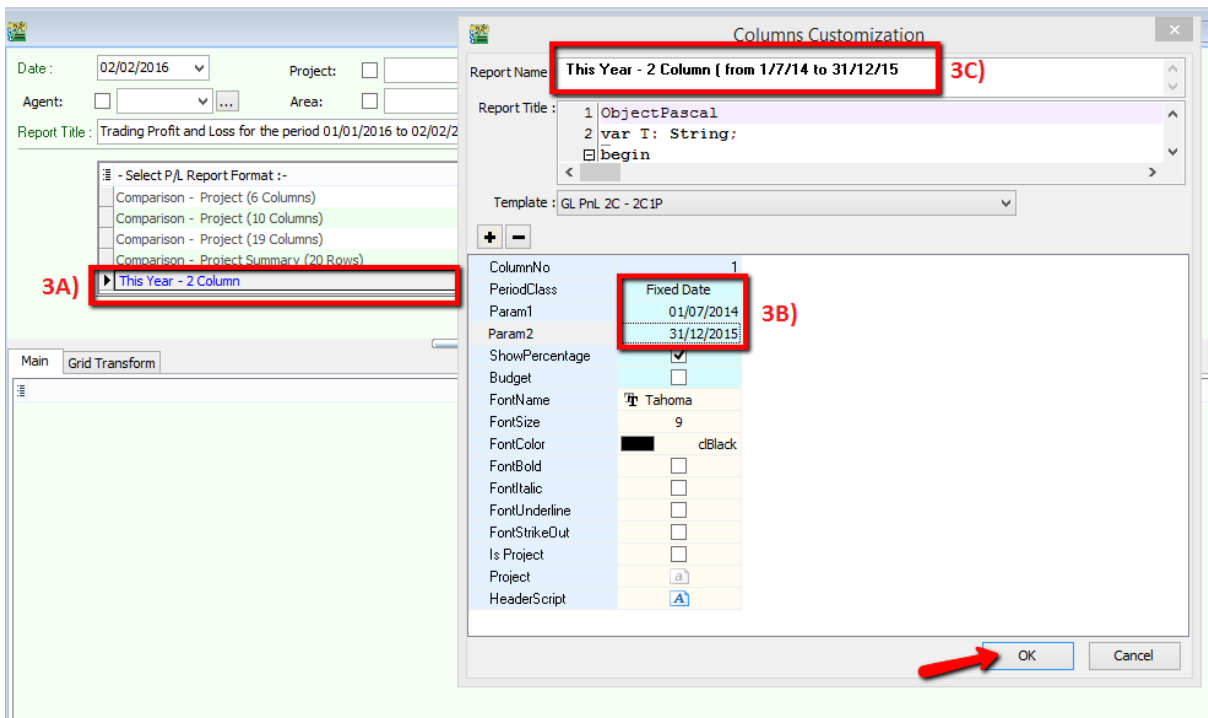 Date :
02/02/2016
Project:
Agent:
...
Area:
Report Title :
Trading Profit and Loss for the period 01/01/2016 to 02/02/2
- Select P/L Report Format :-
Comparison - Project (6 Columns)
Comparison - Project (10 Columns)
Comparison - Project (19 Columns)
Comparison - Project Summary (20 Rows)
3A)
This Year - 2 Column
Main
Grid Transform
Columns Customization
Report Name
This Year - 2 Column ( from 1/7/14 to 31/12/15
3C)
Report Title :
1 ObjectPascal
2 var T: String;
begin
Template :
GL PnL 2C - 2C1P
ColumnNo 1
PeriodClass Fixed Date
Param1 01/07/2014
3B)
Param2 31/12/2015
ShowPercentage
Budget
FontName Tahoma
FontSize 9
FontColor clBlack
FontBold
FontItalic
FontUnderline
FontStrikeOut
Is Project
Project a
HeaderScript A
OK
Cancel